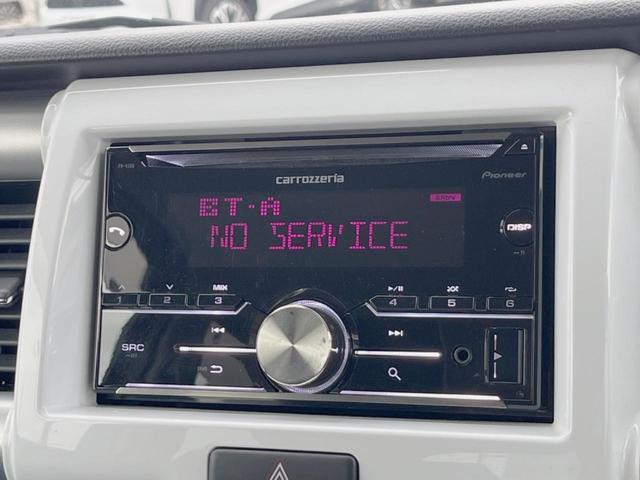 carrozzeria
Pioneer
BT-A
NO SERVICE
DISP
MIX
1 2 3
4 5 6
SRC